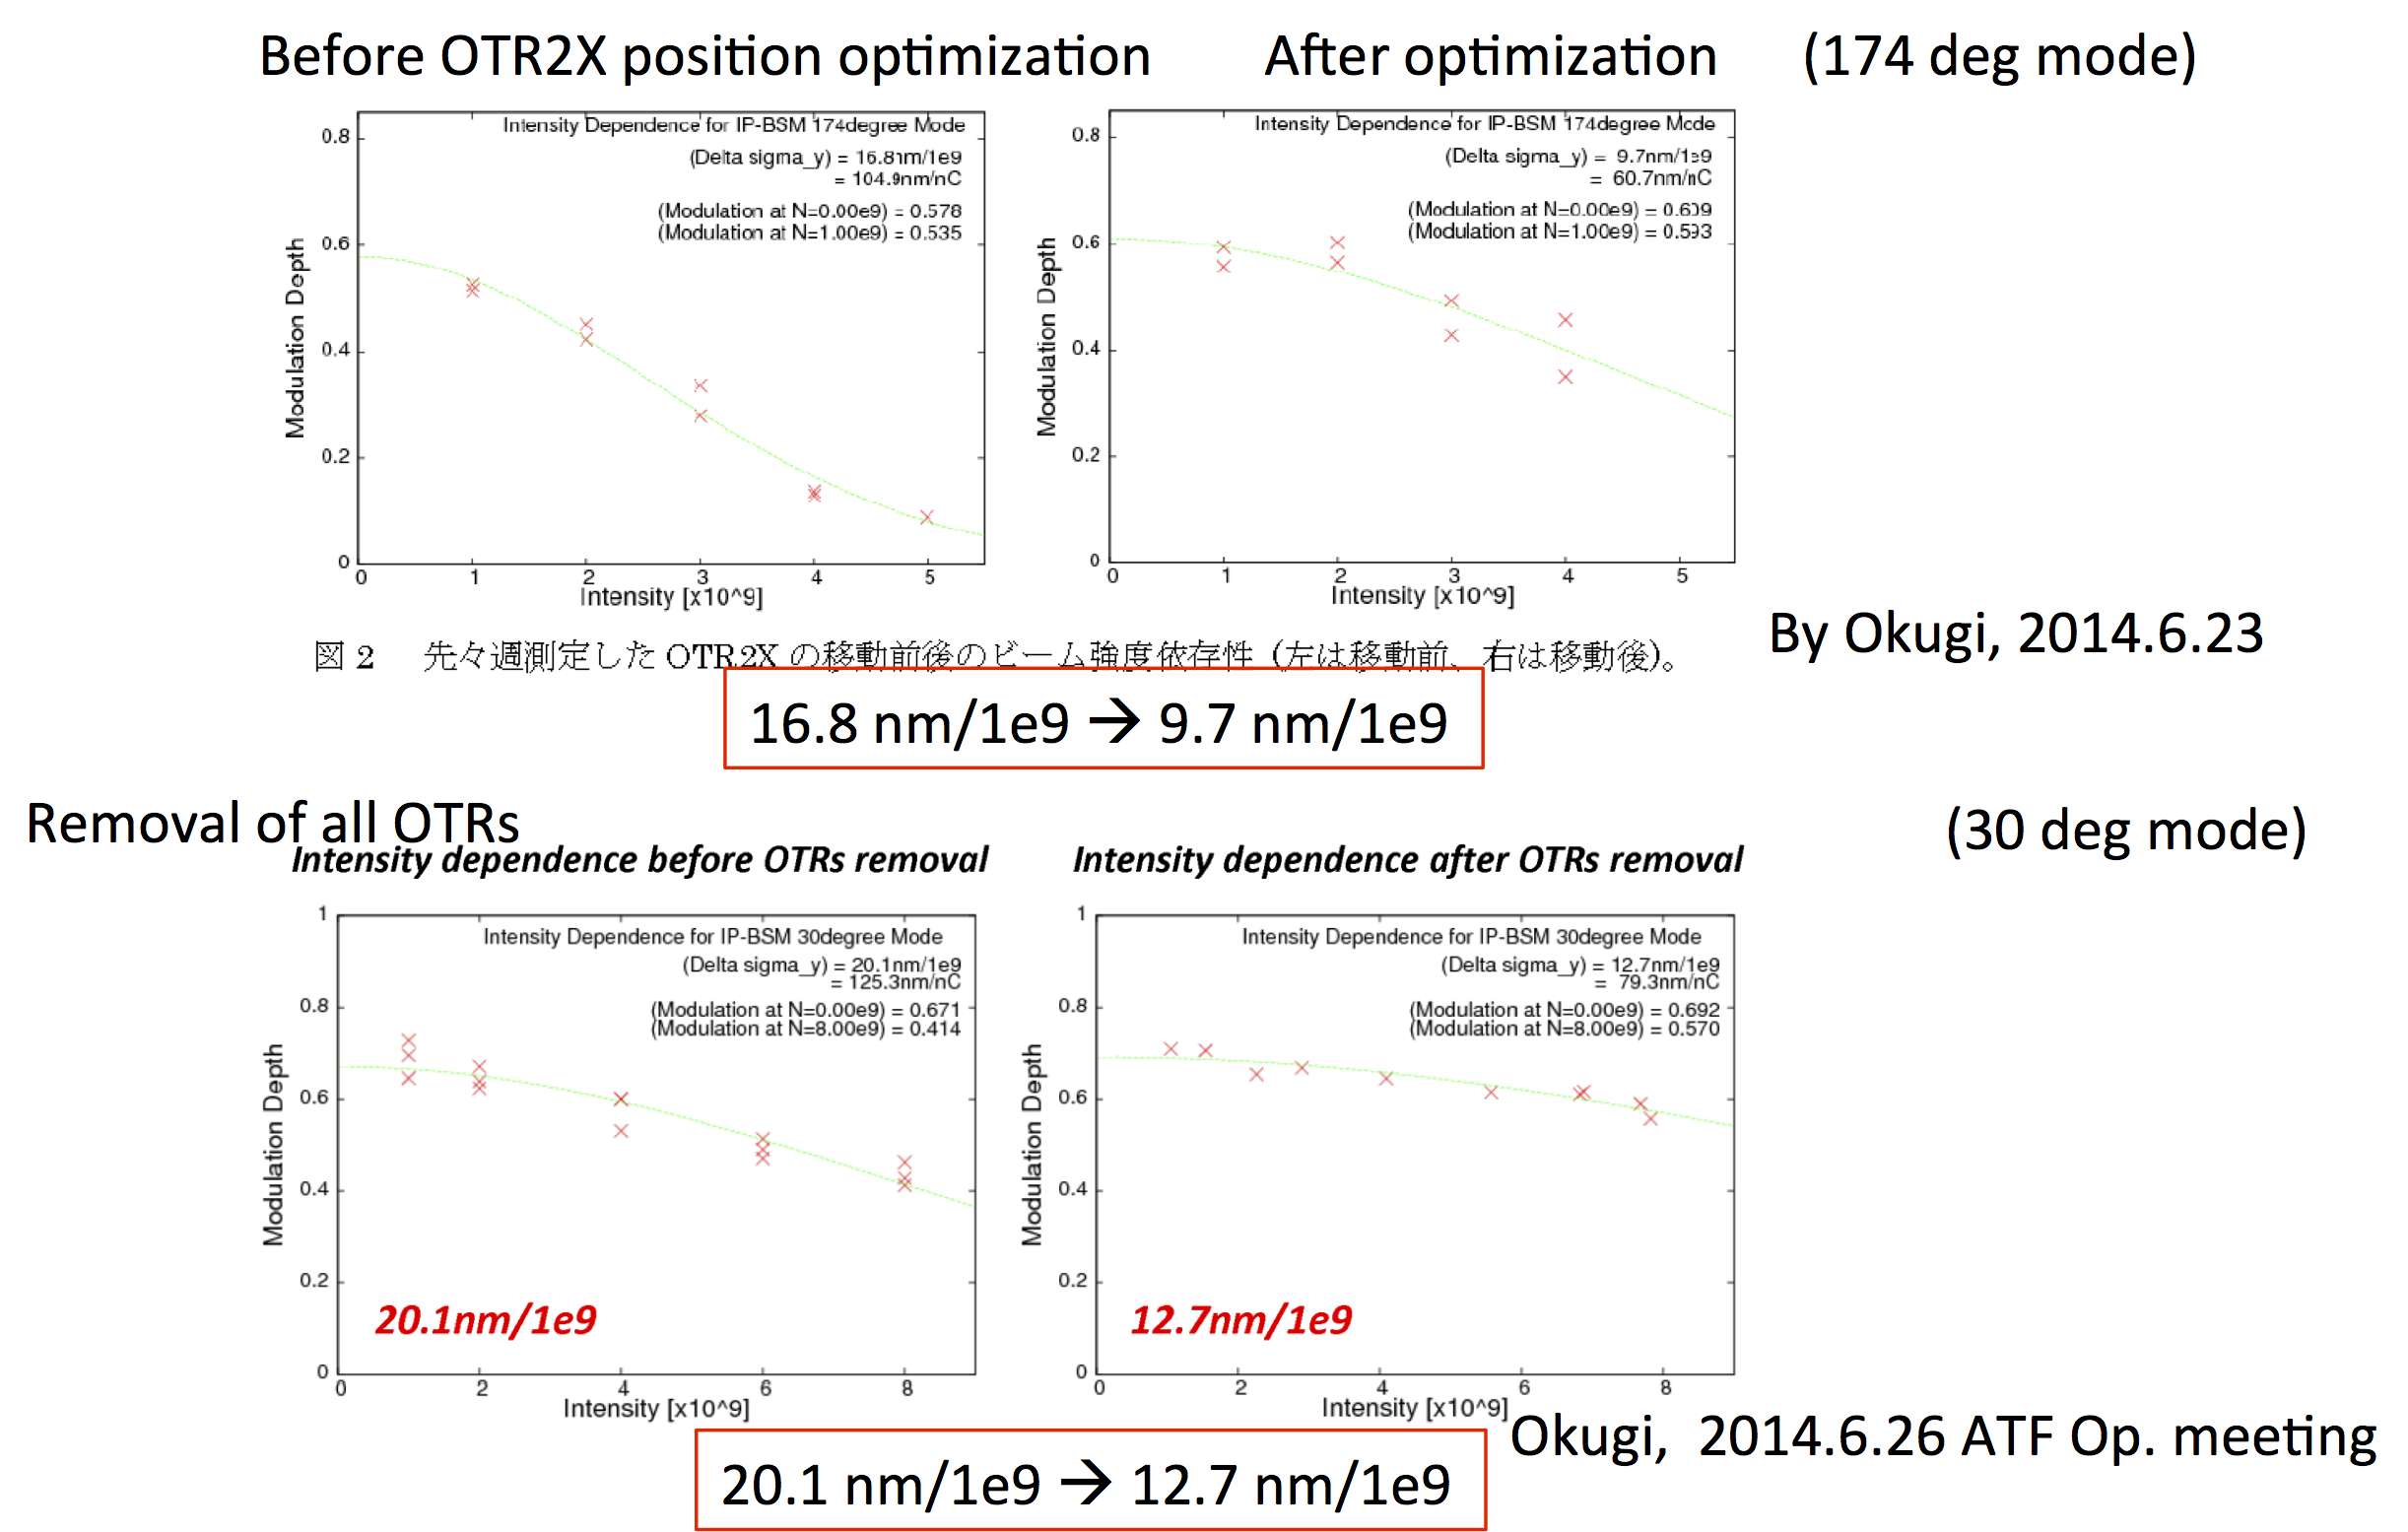 Before OTR2X position optimization After optimization (174 deg mode)
Intensity Dependence for IP-BSM 174degree Mode
(Delta sigma_y) = 16.8nm/1e9
= 104.9nm/nC
(Modulation at N=0.00e9) = 0.578
(Modulation at N=1.00e9) = 0.535
0.8
0.6
0.4
0.2
0
Modulation Depth
0 1 2 3 4 5
Intensity [x10^9]
Intensity Dependence for IP-BSM 174degree Mode
(Delta sigma_y) = 9.7nm/1e9
= 60.7nm/nC
(Modulation at N=0.00e9) = 0.609
(Modulation at N=1.00e9) = 0.593
0.8
0.6
0.4
0.2
0
Modulation Depth
0 1 2 3 4 5
Intensity [x10^9]
By Okugi, 2014.6.23
図 2 先々週測定した OTR2X の移動前後のビーム強度依存性 (左は移動前、右は移動後)。
16.8 nm/1e9 → 9.7 nm/1e9
Removal of all OTRs (30 deg mode)
Intensity dependence before OTRs removal
Intensity Dependence for IP-BSM 30degree Mode
(Delta sigma_y) = 20.1nm/1e9
= 125.3nm/nC
(Modulation at N=0.00e9) = 0.671
(Modulation at N=8.00e9) = 0.414
1
0.8
0.6
0.4
0.2
0
Modulation Depth
20.1nm/1e9
0 2 4 6 8
Intensity [x10^9]
Intensity dependence after OTRs removal
Intensity Dependence for IP-BSM 30degree Mode
(Delta sigma_y) = 12.7nm/1e9
= 79.3nm/nC
(Modulation at N=0.00e9) = 0.692
(Modulation at N=8.00e9) = 0.570
1
0.8
0.6
0.4
0.2
0
Modulation Depth
12.7nm/1e9
0 2 4 6 8
Intensity [x10^9]
Okugi, 2014.6.26 ATF Op. meeting
20.1 nm/1e9 → 12.7 nm/1e9